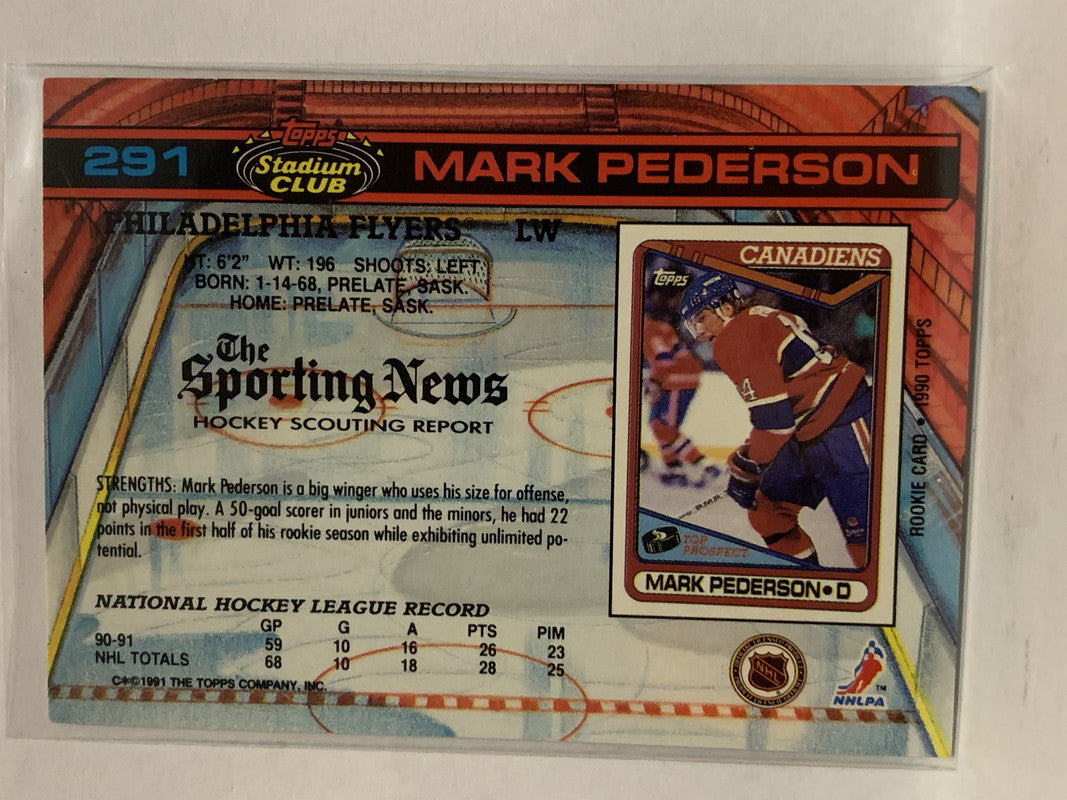 291
Topps
Stadium
CLUB
MARK PEDERSON
PHILADELPHIA FLYERS® LW
HT: 6'2" WT: 196 SHOOTS: LEFT
BORN: 1-14-68, PRELATE, SASK.
HOME: PRELATE, SASK.
The
Sporting News
HOCKEY SCOUTING REPORT
STRENGTHS: Mark Pederson is a big winger who uses his size for offense,
not physical play. A 50-goal scorer in juniors and the minors, he had 22
points in the first half of his rookie season while exhibiting unlimited po-
tential.
NATIONAL HOCKEY LEAGUE RECORD
GP G A PTS PIM
90-91 59 10 16 26 23
NHL TOTALS 68 10 18 28 25
C✻©1991 THE TOPPS COMPANY, INC.
CANADIENS
Topps
TOP
PROSPECT
MARK PEDERSON • D
ROOKIE CARD • 1990 TOPPS
NHL
NHLPA™